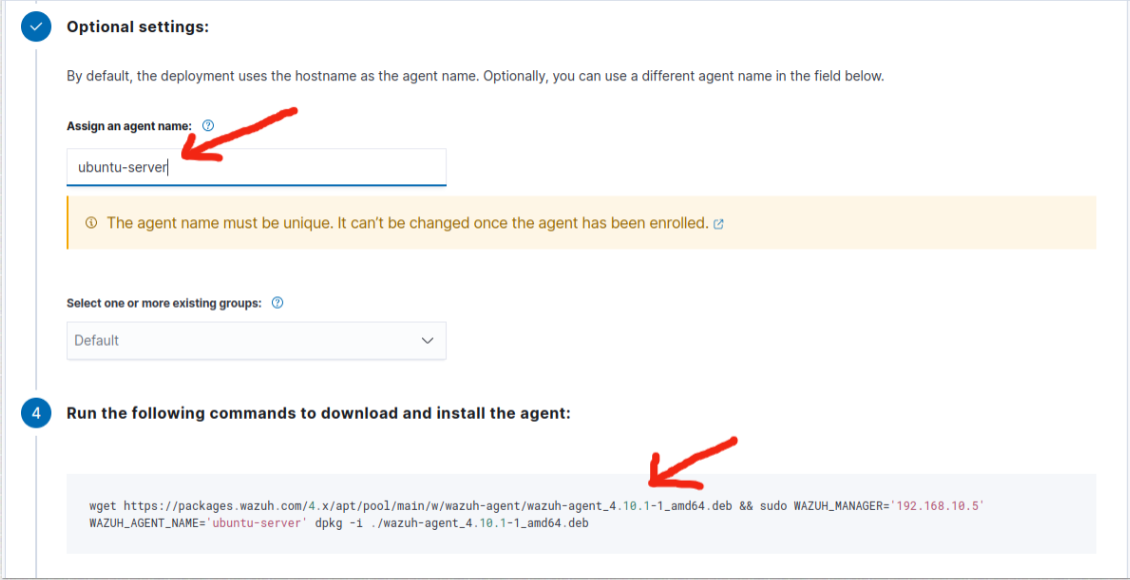 Optional settings:
By default, the deployment uses the hostname as the agent name. Optionally, you can use a different agent name in the field below.
Assign an agent name:
ubuntu-server
The agent name must be unique. It can't be changed once the agent has been enrolled.
Select one or more existing groups:
Default
4 Run the following commands to download and install the agent:
wget https://packages.wazuh.com/4.x/apt/pool/main/w/wazuh-agent/wazuh-agent_4.10.1-1_amd64.deb && sudo WAZUH_MANAGER='192.168.10.5'
WAZUH_AGENT_NAME='ubuntu-server' dpkg -i ./wazuh-agent_4.10.1-1_amd64.deb